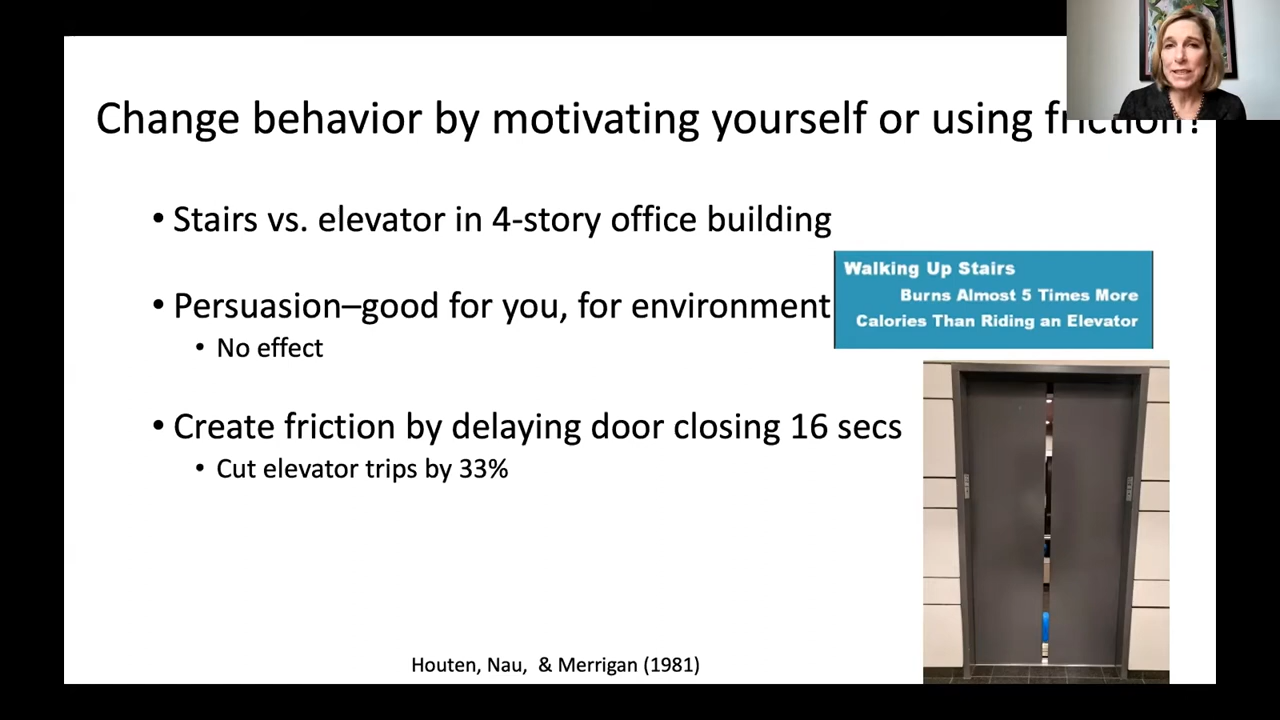 Change behavior by motivating yourself or using friction?
• Stairs vs. elevator in 4-story office building
• Persuasion–good for you, for environment
• No effect
Walking Up Stairs
Burns Almost 5 Times More
Calories Than Riding an Elevator
• Create friction by delaying door closing 16 secs
• Cut elevator trips by 33%
Houten, Nau, & Merrigan (1981)